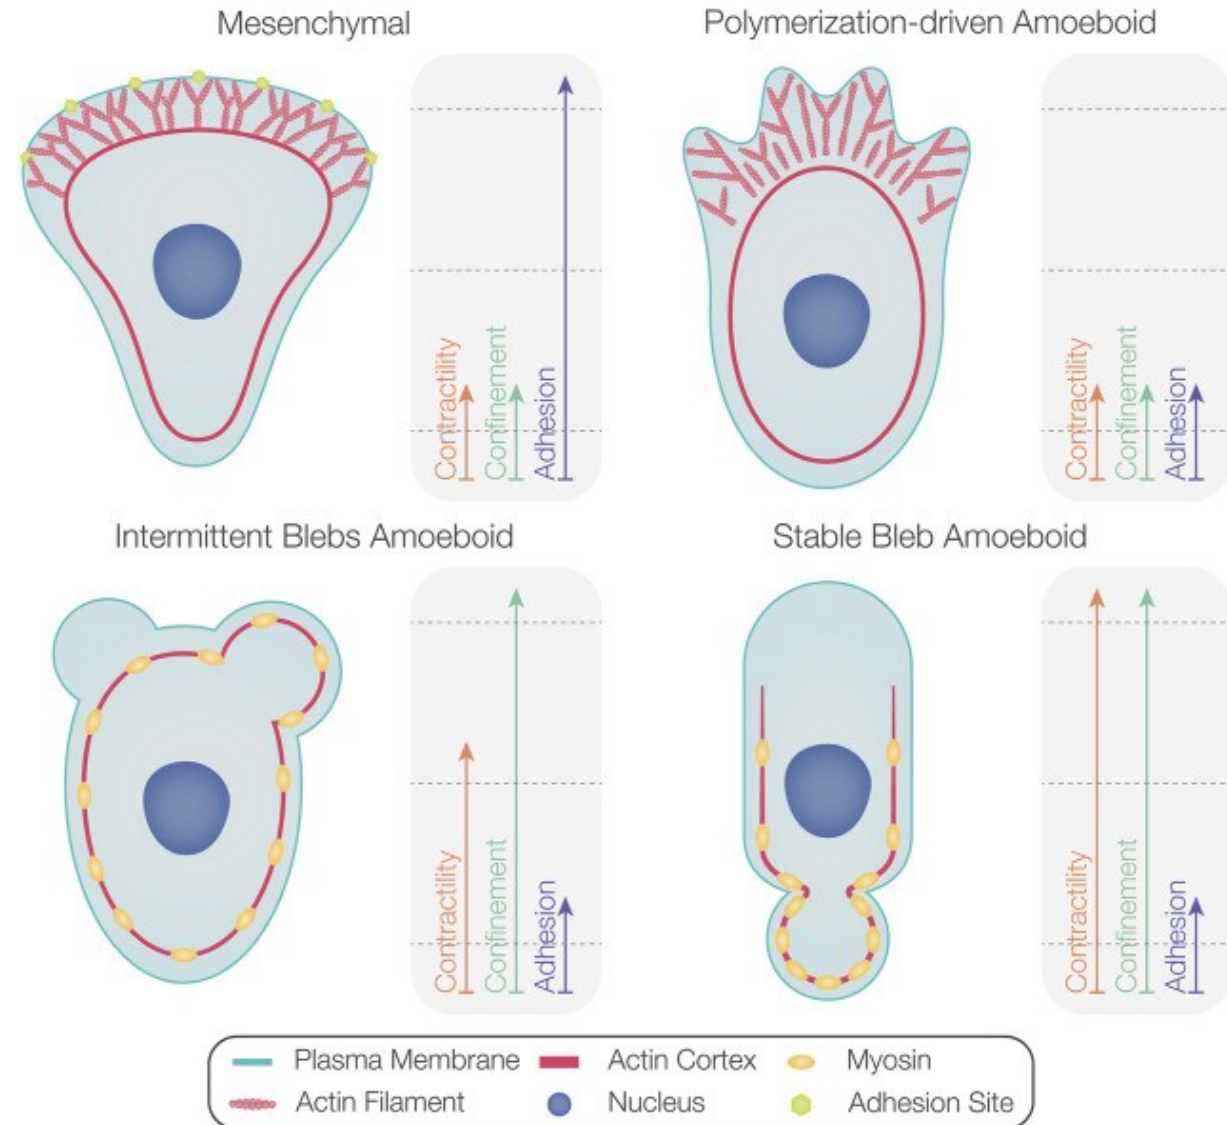 Mesenchymal
Polymerization-driven Amoeboid
Contractility
Confinement
Adhesion
Contractility
Confinement
Adhesion
Intermittent Blebs Amoeboid
Stable Bleb Amoeboid
Contractility
Confinement
Adhesion
Contractility
Confinement
Adhesion
Plasma Membrane Actin Cortex Myosin
Actin Filament Nucleus Adhesion Site